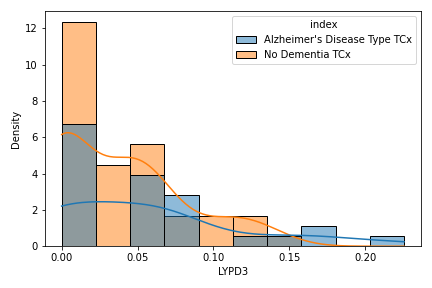 index
Alzheimer's Disease Type TCx
No Dementia TCx
Density
12
10
8
6
4
2
0
0.00 0.05 0.10 0.15 0.20
LYPD3